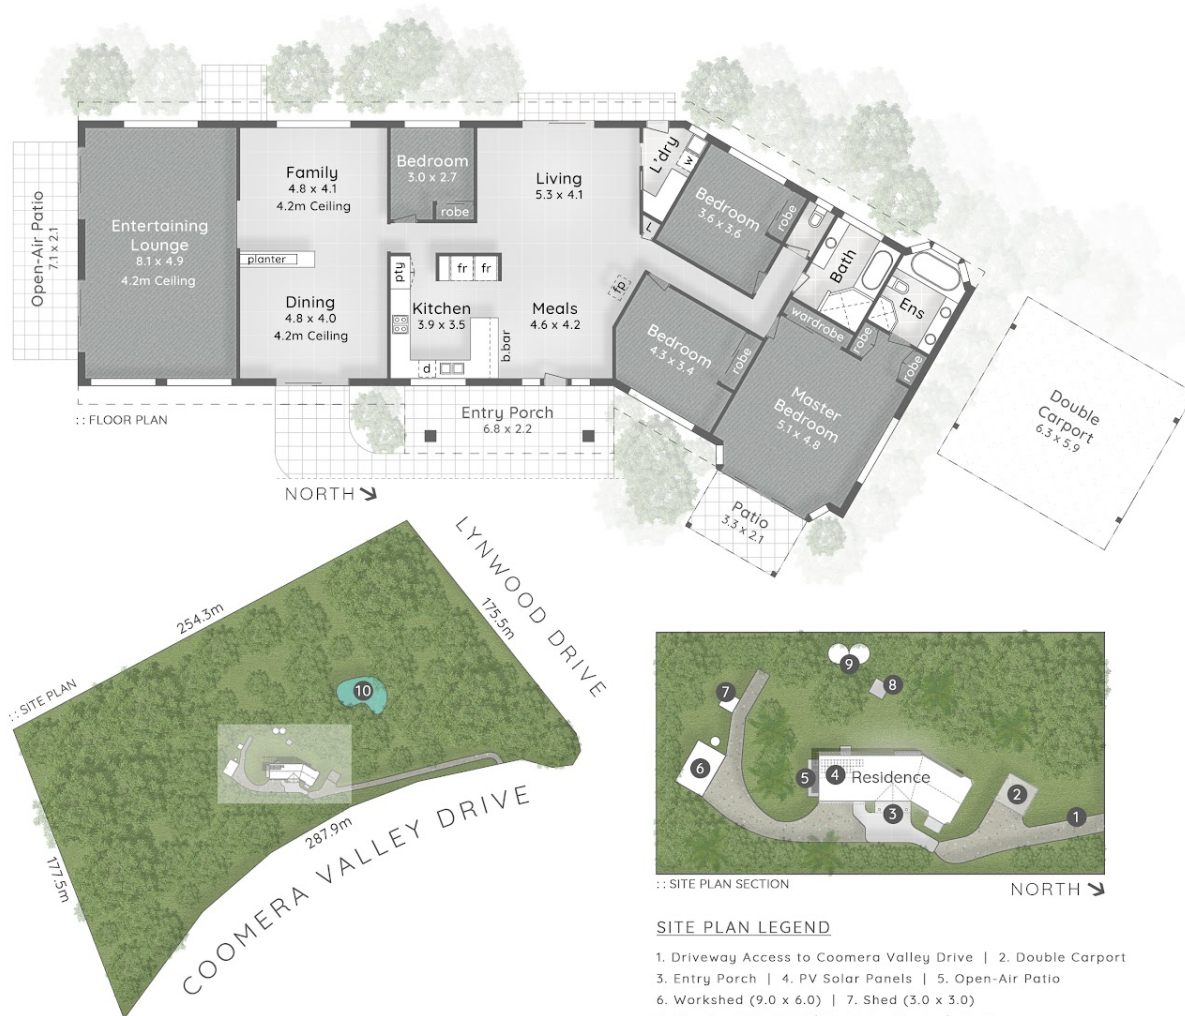 Entertaining
Lounge
8.1 x 4.9
4.2m Ceiling
Open-Air Patio
7.1 x 2.1
Family
4.8 x 4.1
4.2m Ceiling
planter
Dining
4.8 x 4.0
4.2m Ceiling
Bedroom
3.0 x 2.7
robe
pty
fr
fr
Kitchen
3.9 x 3.5
d
b.bar
Living
5.3 x 4.1
Meals
4.6 x 4.2
fp
L'dry
W
L
Bedroom
3.6 x 3.6
robe
Bath
Ens
wardrobe
robe
robe
Bedroom
4.3 x 3.4
robe
Master
Bedroom
5.1 x 4.8
Patio
3.3 x 2.1
Double
Carport
6.3 x 5.9
Entry Porch
6.8 x 2.2
:: FLOOR PLAN
NORTH
:: SITE PLAN
254.3m
175.5m
LYNWOOD DRIVE
10
287.9m
177.5m
COOMERA VALLEY DRIVE
9
8
7
6
5
4
Residence
3
2
1
:: SITE PLAN SECTION
NORTH
SITE PLAN LEGEND
1. Driveway Access to Coomera Valley Drive | 2. Double Carport
3. Entry Porch | 4. PV Solar Panels | 5. Open-Air Patio
6. Workshed (9.0 x 6.0) | 7. Shed (3.0 x 3.0)